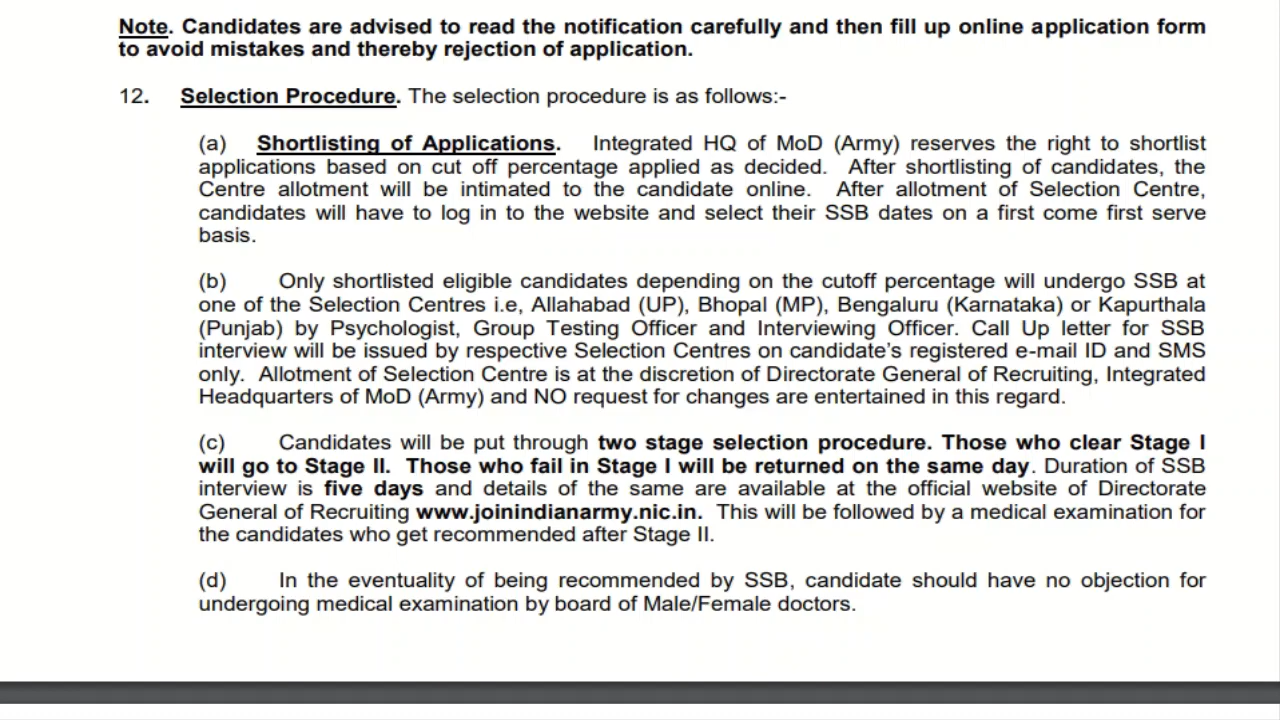 Note. Candidates are advised to read the notification carefully and then fill up online application form
to avoid mistakes and thereby rejection of application.
12. Selection Procedure. The selection procedure is as follows:-
(a) Shortlisting of Applications. Integrated HQ of MoD (Army) reserves the right to shortlist
applications based on cut off percentage applied as decided. After shortlisting of candidates, the
Centre allotment will be intimated to the candidate online. After allotment of Selection Centre,
candidates will have to log in to the website and select their SSB dates on a first come first serve
basis.
(b) Only shortlisted eligible candidates depending on the cutoff percentage will undergo SSB at
one of the Selection Centres i.e, Allahabad (UP), Bhopal (MP), Bengaluru (Karnataka) or Kapurthala
(Punjab) by Psychologist, Group Testing Officer and Interviewing Officer. Call Up letter for SSB
interview will be issued by respective Selection Centres on candidate’s registered e-mail ID and SMS
only. Allotment of Selection Centre is at the discretion of Directorate General of Recruiting, Integrated
Headquarters of MoD (Army) and NO request for changes are entertained in this regard.
(c) Candidates will be put through two stage selection procedure. Those who clear Stage I
will go to Stage II. Those who fail in Stage I will be returned on the same day. Duration of SSB
interview is five days and details of the same are available at the official website of Directorate
General of Recruiting www.joinindianarmy.nic.in. This will be followed by a medical examination for
the candidates who get recommended after Stage II.
(d) In the eventuality of being recommended by SSB, candidate should have no objection for
undergoing medical examination by board of Male/Female doctors.